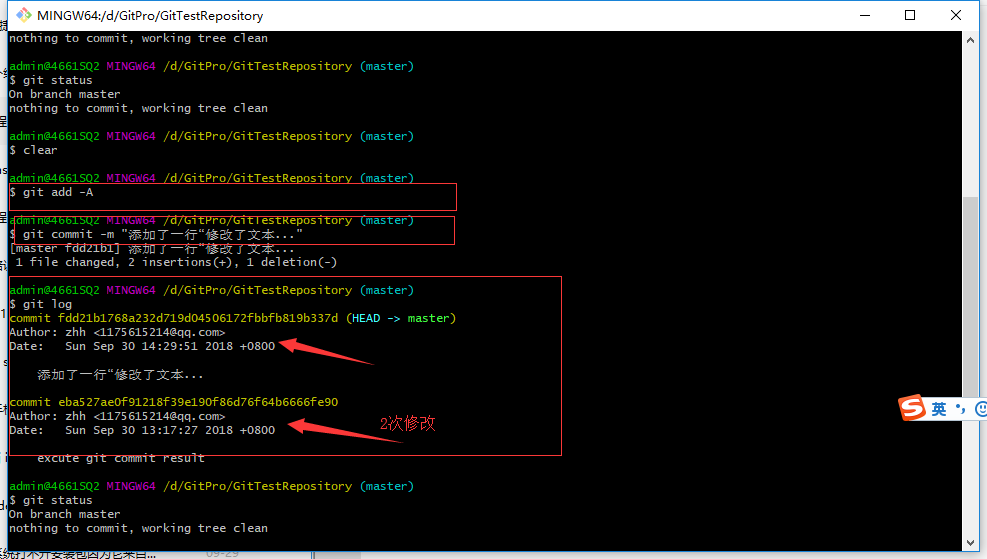 MINGW64:/d/GitPro/GitTestRepository
nothing to commit, working tree clean
admin@4661SQ2 MINGW64 /d/GitPro/GitTestRepository (master)
$ git status
On branch master
nothing to commit, working tree clean
admin@4661SQ2 MINGW64 /d/GitPro/GitTestRepository (master)
$ clear
admin@4661SQ2 MINGW64 /d/GitPro/GitTestRepository (master)
$ git add -A
admin@4661SQ2 MINGW64 /d/GitPro/GitTestRepository (master)
$ git commit -m "添加了一行“修改了文本..."
[master fdd21b1] 添加了一行“修改了文本...
1 file changed, 2 insertions(+), 1 deletion(-)
admin@4661SQ2 MINGW64 /d/GitPro/GitTestRepository (master)
$ git log
commit fdd21b1768a232d719d04506172fbbfb819b337d (HEAD -> master)
Author: zhh <1175615214@qq.com>
Date:   Sun Sep 30 14:29:51 2018 +0800
添加了一行“修改了文本...
commit eba527ae0f91218f39e190f86d76f64b6666fe90
Author: zhh <1175615214@qq.com>
2次修改
Date:   Sun Sep 30 13:17:27 2018 +0800
excute git commit result
admin@4661SQ2 MINGW64 /d/GitPro/GitTestRepository (master)
$ git status
On branch master
nothing to commit, working tree clean
英
09-29